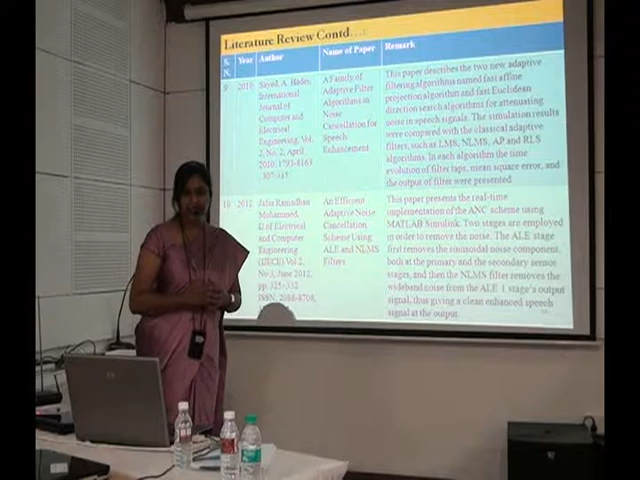 Literature Review Contd...:
S. N.
Year
Author
Name of Paper
Remark
9
2010
Sayed. A. Hadei,
International
Journal of
Computer and
Electrical
Engineering, Vol.
2, No. 2, April
2010, 1793-8163
A Family of
Adaptive Filter
Algorithms in
Noise
Cancellation for
Speech
Enhancement
This paper describes the two new adaptive
filtering algorithms named fast affine
projection algorithm and fast Euclidean
direction search algorithms for attenuating
noise in speech signals. The simulation results
were compared with the classical adaptive
filters, such as LMS, NLMS, AP and RLS
algorithms. In each algorithm the time
evolution of filter taps, mean square error, and
the output of filter were presented
10
2012
Jafar Ramadhan
Mohammed,
of Electrical
and Computer
Engineering
(IJECE) Vol.2,
No.3, June 2012,
pp. 325
ISSN: 2088-8708,
An Efficient
Adaptive Noise
Cancellation
Scheme Using
ALE and NLMS
Filters
This paper presents the real-time
implementation of the ANC scheme using
MATLAB Simulink. Two stages are employed
in order to remove the noise. The ALE stage
first removes the sinusoidal noise component,
both at the primary and the secondary sensor
stages, and then the NLMS filter removes the
wideband noise from the ALE 1 stage's output
signal, thus giving a clean enhanced speech
signal at the output.